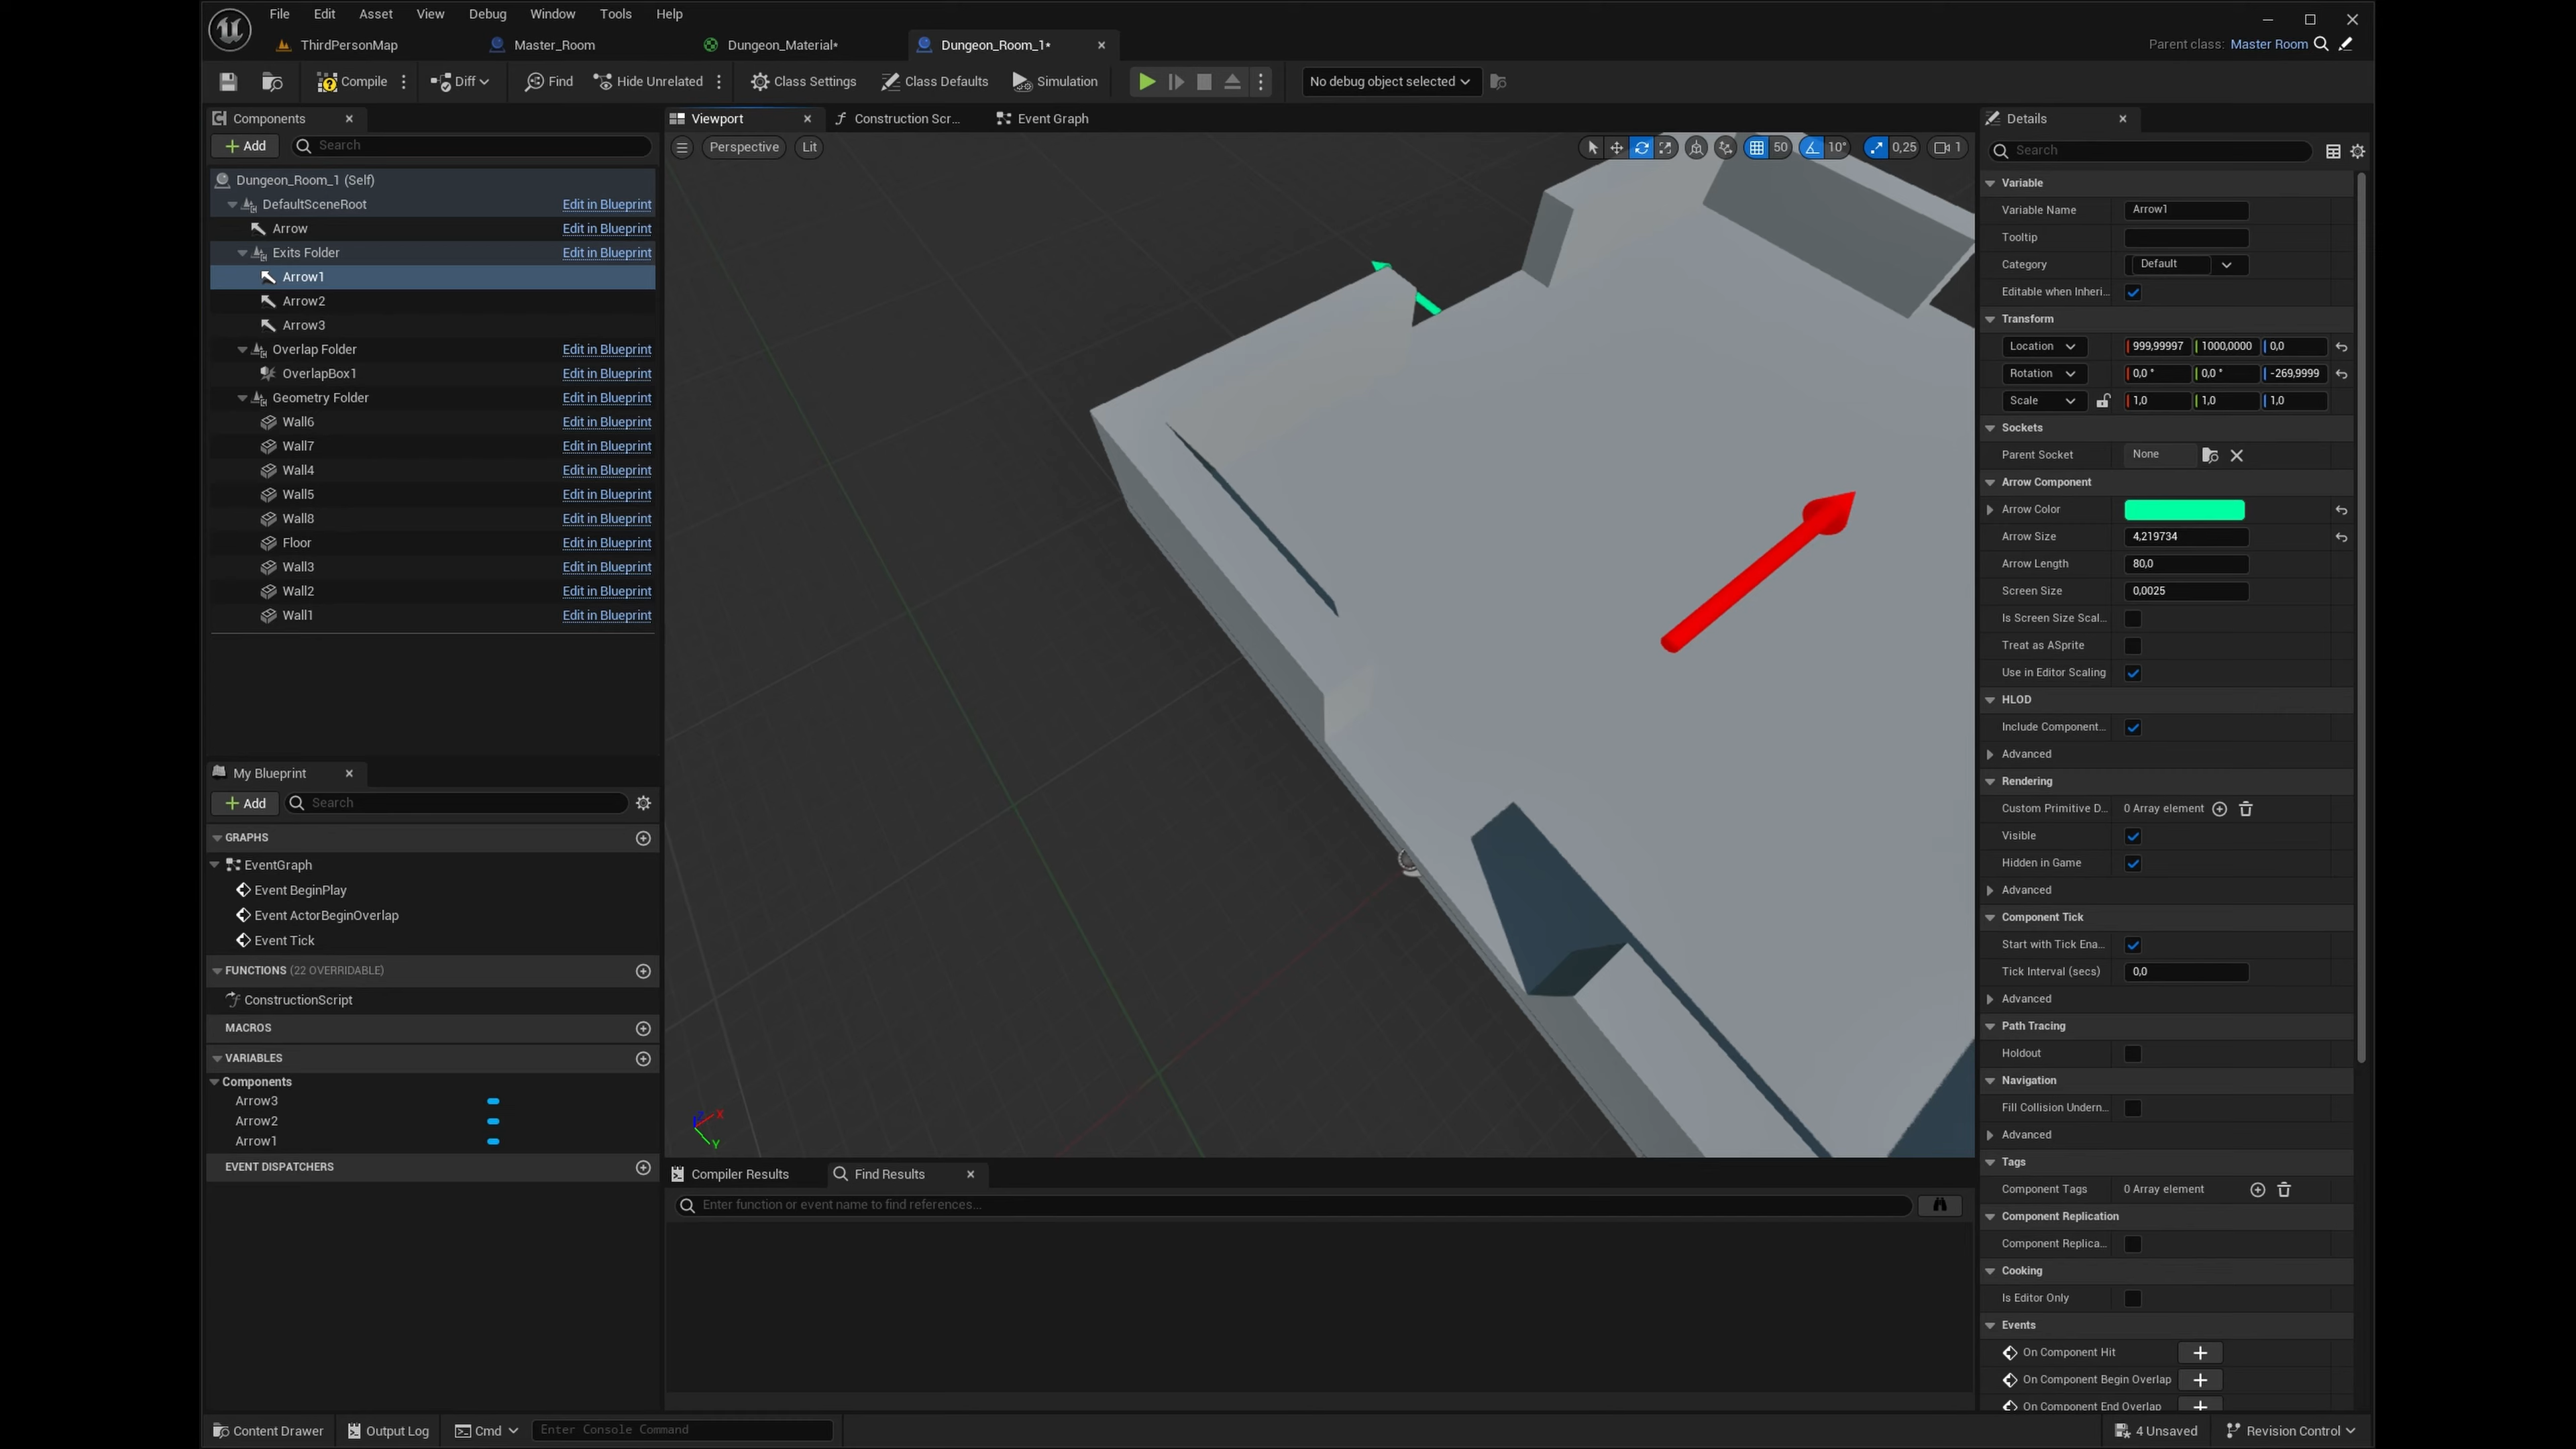 File Edit Asset View Debug Window Tools Help
ThirdPersonMap Master_Room Dungeon_Material* Dungeon_Room_1*
Parent class: Master Room
Compile Diff Find Hide Unrelated Class Settings Class Defaults Simulation No debug object selected
Components
Add Search
Dungeon_Room_1 (Self)
DefaultSceneRoot Edit in Blueprint
Arrow Edit in Blueprint
Exits Folder Edit in Blueprint
Arrow1
Arrow2
Arrow3
Overlap Folder Edit in Blueprint
OverlapBox1 Edit in Blueprint
Geometry Folder Edit in Blueprint
Wall6 Edit in Blueprint
Wall7 Edit in Blueprint
Wall4 Edit in Blueprint
Wall5 Edit in Blueprint
Wall8 Edit in Blueprint
Floor Edit in Blueprint
Wall3 Edit in Blueprint
Wall2 Edit in Blueprint
Wall1 Edit in Blueprint
My Blueprint
Add Search
GRAPHS
EventGraph
Event BeginPlay
Event ActorBeginOverlap
Event Tick
FUNCTIONS (22 OVERRIDABLE)
ConstructionScript
MACROS
VARIABLES
Components
Arrow3
Arrow2
Arrow1
EVENT DISPATCHERS
Viewport Construction Scr... Event Graph
Perspective Lit 50 10° 0,25 1
X
Y
Compiler Results Find Results
Enter function or event name to find references...
Details
Search
Variable
Variable Name Arrow1
Tooltip
Category Default
Editable when Inheri...
Transform
Location 999,99997 1000,0000 0,0
Rotation 0,0 ° 0,0 ° -269,9999
Scale 1,0 1,0 1,0
Sockets
Parent Socket None
Arrow Component
Arrow Color
Arrow Size 4,219734
Arrow Length 80,0
Screen Size 0,0025
Is Screen Size Scal...
Treat as ASprite
Use in Editor Scaling
HLOD
Include Component...
Advanced
Rendering
Custom Primitive D... 0 Array element
Visible
Hidden in Game
Advanced
Component Tick
Start with Tick Ena...
Tick Interval (secs) 0,0
Advanced
Path Tracing
Holdout
Navigation
Fill Collision Undern...
Advanced
Tags
Component Tags 0 Array element
Component Replication
Component Replica...
Cooking
Is Editor Only
Events
On Component Hit
On Component Begin Overlap
On Component End Overlap
Content Drawer Output Log Cmd Enter Console Command 4 Unsaved Revision Control